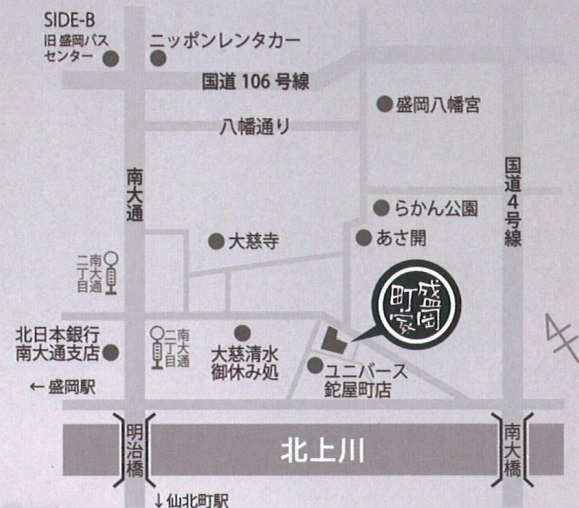 SIDE-B
旧 盛岡バス
センター
ニッポンレンタカー
国道 106 号線
盛岡八幡宮
八幡通り
南大通
国道4号線
らかん公園
あさ開
大慈寺
南大通
二丁目
盛岡
町家
北日本銀行
南大通支店
南大通
二丁目
大慈清水
御休み処
ユニバース
鉈屋町店
← 盛岡駅
明治橋
北上川
南大橋
↓仙北町駅